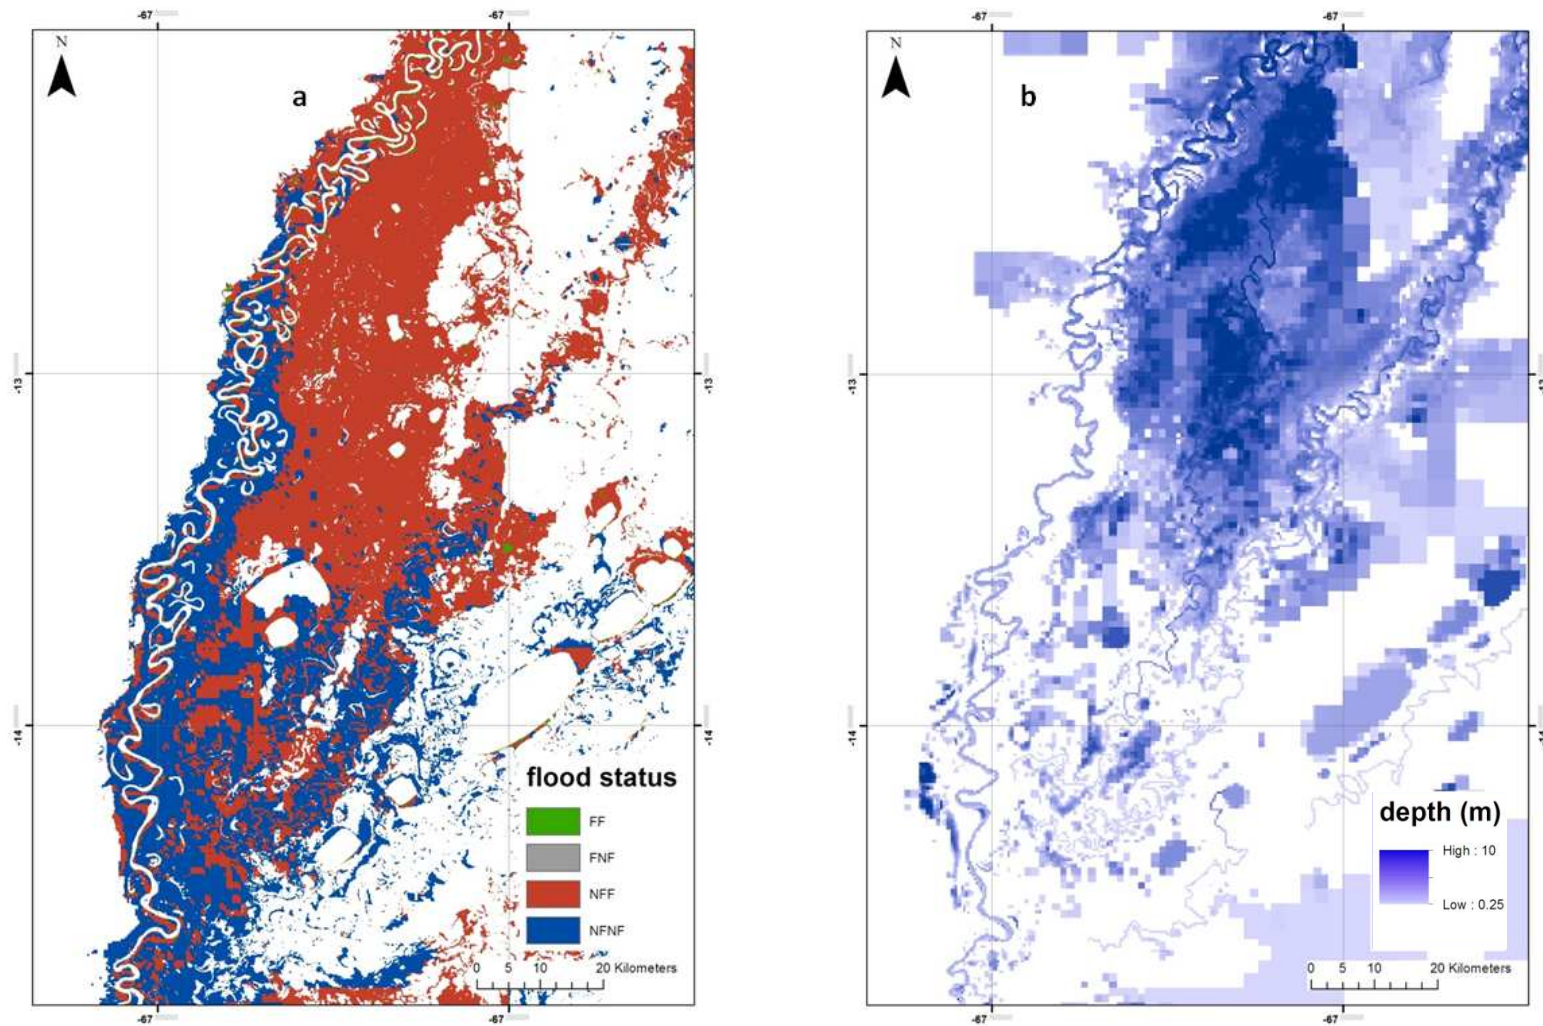 -67 -67
N
a
-13 -13
-14
flood status
FF
FNF
NFF
NFNF
0 5 10 20 Kilometers
-67 -67
-67 -67
N
b
-13 -13
-14
depth (m)
High : 10
Low : 0.25
0 5 10 20 Kilometers
-67 -67